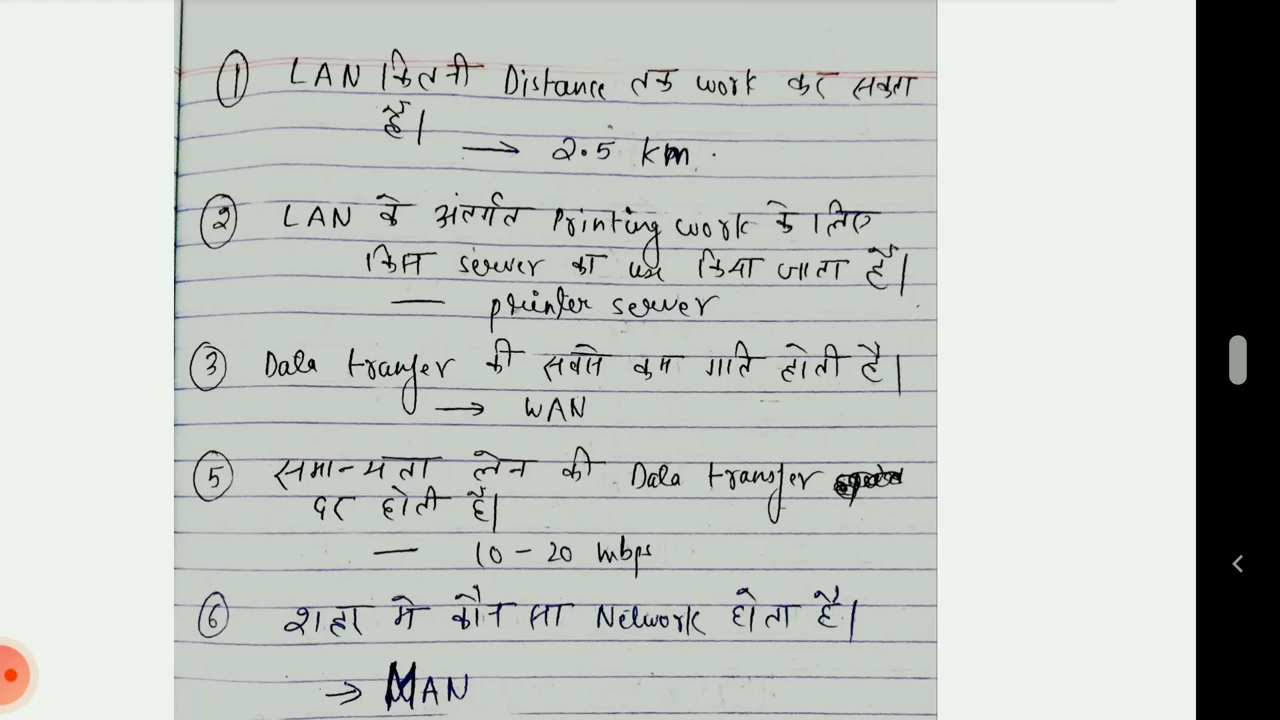 ① LAN कितनी Distance तक work कर सकता
है।
→ 2.5 km.
② LAN के अंतर्गत Printing work के लिए
किस server का use किया जाता है।
— printer server
③ Data tranfer की सबसे कम गति होती है।
→ WAN
⑤ समान्यता लेन की Data transfer
दर होती है।
— 10 - 20 mbps
⑥ शहर मे कौन सा Network होता है।
→ MAN